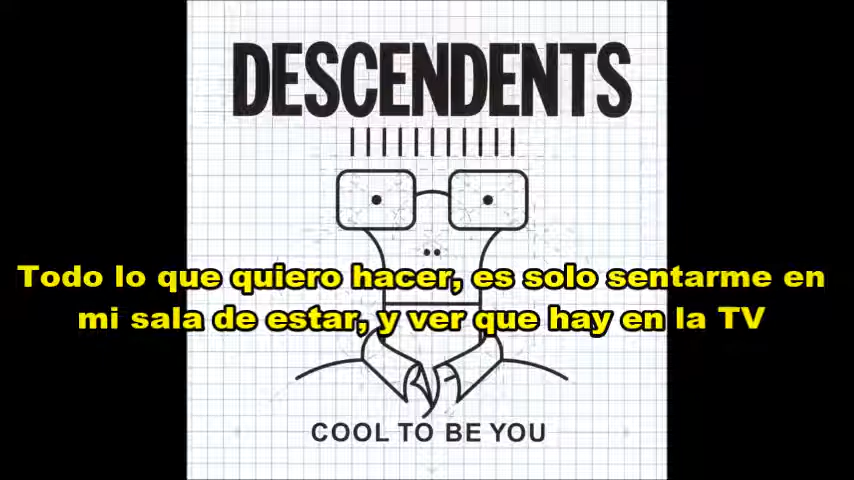 DESCENDENTS
Todo lo que quiero hacer, es solo sentarme en
mi sala de estar, y ver que hay en la TV
COOL TO BE YOU